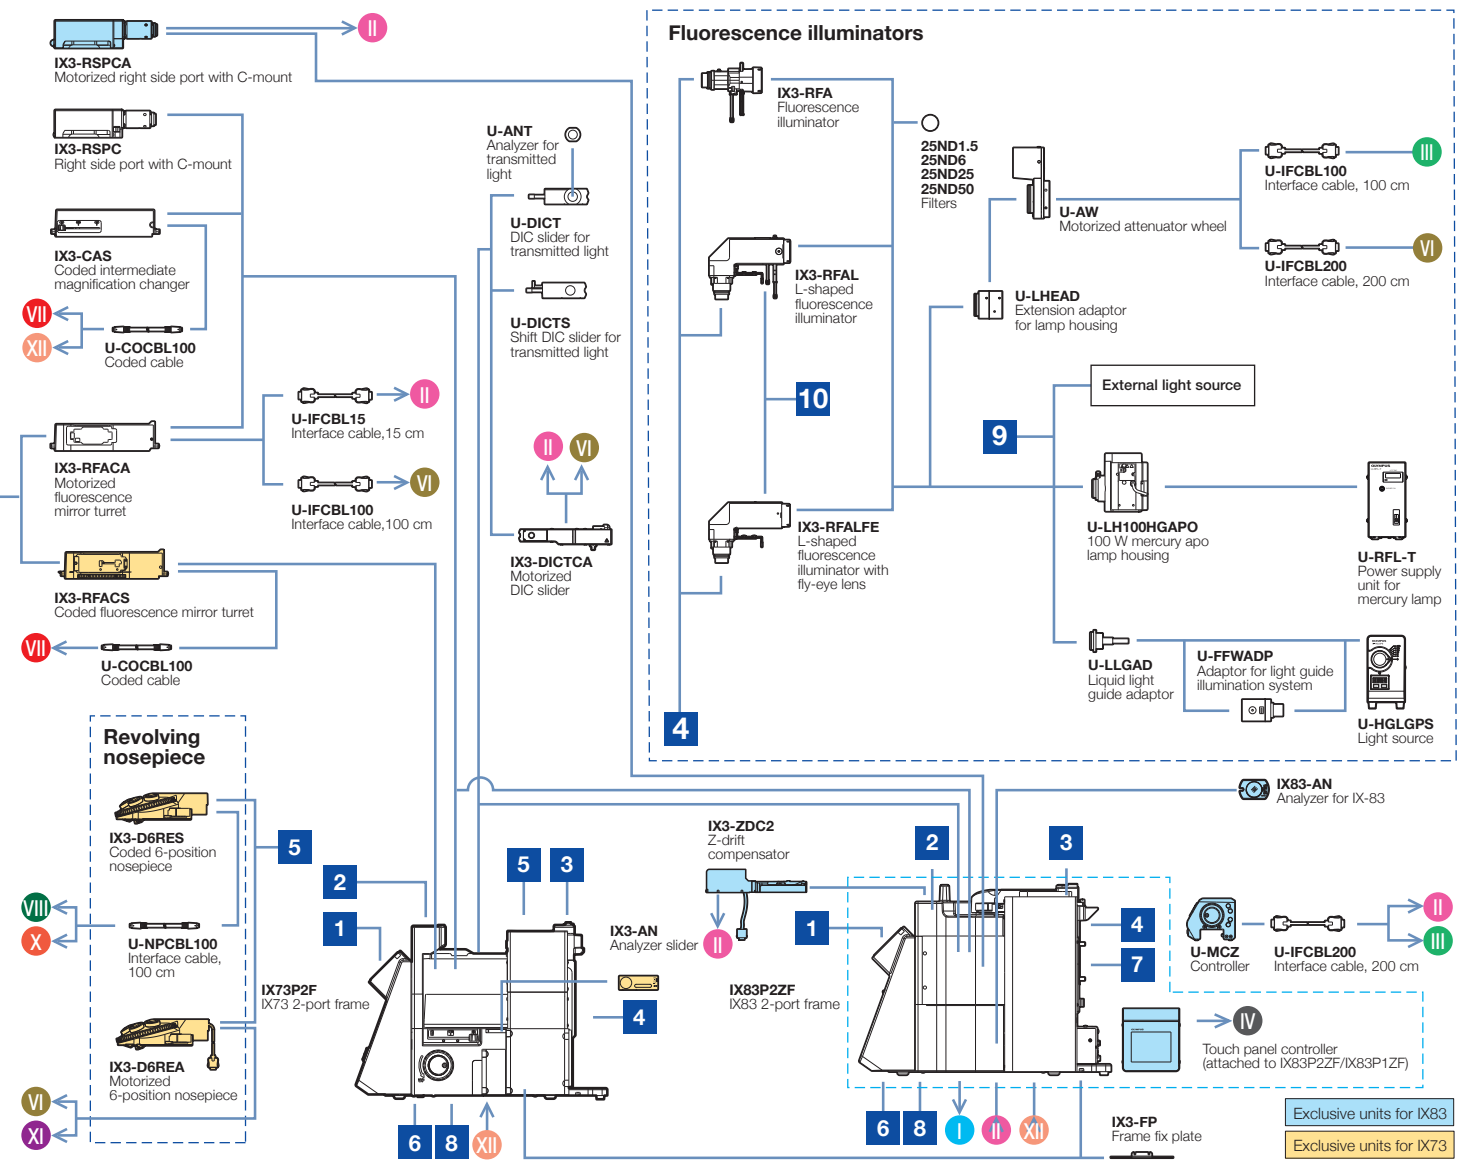 II
IX3-RSPCA
Motorized right side port with C-mount
IX3-RSPC
Right side port with C-mount
IX3-CAS
Coded intermediate
magnification changer
VII
XII
U-COCBL100
Coded cable
IX3-RFACA
Motorized
fluorescence
mirror turret
U-IFCBL15
Interface cable,15 cm
II
U-IFCBL100
Interface cable,100 cm
VI
IX3-RFACS
Coded fluorescence mirror turret
VII
U-COCBL100
Coded cable
U-ANT
Analyzer for
transmitted
light
U-DICT
DIC slider for
transmitted light
U-DICTS
Shift DIC slider for
transmitted light
II
VI
IX3-DICTCA
Motorized
DIC slider
Fluorescence illuminators
IX3-RFA
Fluorescence
illuminator
25ND1.5
25ND6
25ND25
25ND50
Filters
IX3-RFAL
L-shaped
fluorescence
illuminator
10
IX3-RFALFE
L-shaped
fluorescence
illuminator with
fly-eye lens
4
U-AW
Motorized attenuator wheel
U-IFCBL100
Interface cable, 100 cm
III
U-IFCBL200
Interface cable, 200 cm
VI
U-LHEAD
Extension adaptor
for lamp housing
External light source
9
U-LH100HGAPO
100 W mercury apo
lamp housing
U-RFL-T
Power supply
unit for
mercury lamp
U-LLGAD
Liquid light
guide adaptor
U-FFWADP
Adaptor for light guide
illumination system
U-HGLGPS
Light source
Revolving
nosepiece
IX3-D6RES
Coded 6-position
nosepiece
5
VIII
X
U-NPCBL100
Interface cable,
100 cm
IX3-D6REA
Motorized
6-position nosepiece
VI
XI
2
1
5
3
IX73P2F
IX73 2-port frame
IX3-AN
Analyzer slider
4
6
8
XII
IX3-ZDC2
Z-drift
compensator
II
2
3
1
4
7
IX83P2ZF
IX83 2-port frame
IX83-AN
Analyzer for IX-83
U-MCZ
Controller
U-IFCBL200
Interface cable, 200 cm
II
III
IV
Touch panel controller
(attached to IX83P2ZF/IX83P1ZF)
6
8
I
II
XII
IX3-FP
Frame fix plate
Exclusive units for IX83
Exclusive units for IX73